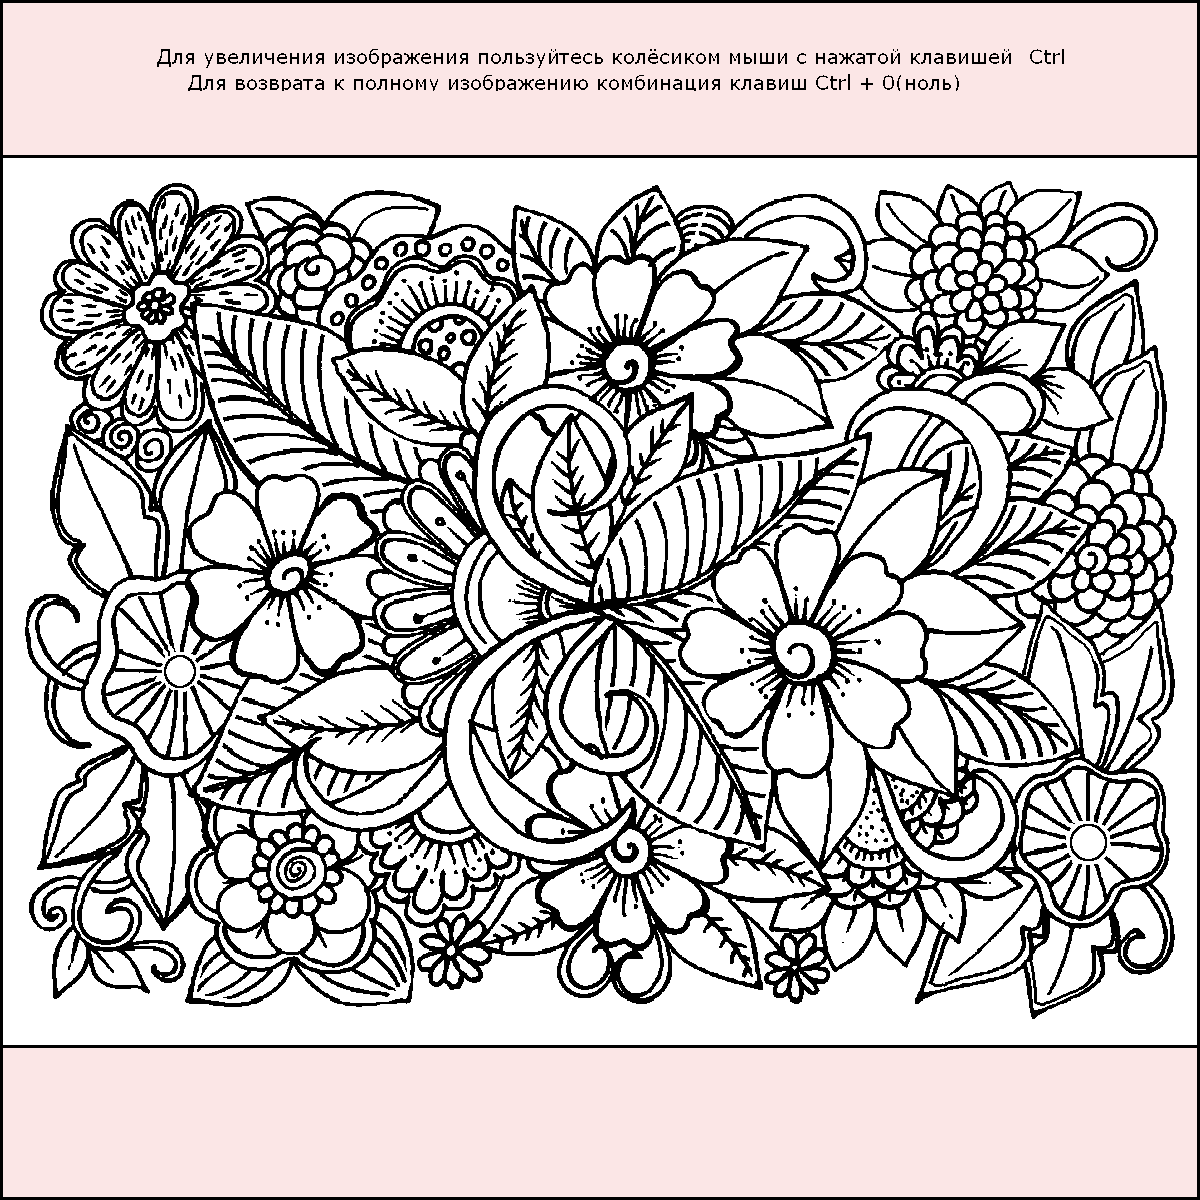 Для увеличения изображения пользуйтесь колёсиком мыши с нажатой клавишей Ctrl
Для возврата к полному изображению комбинация клавиш Ctrl + 0(ноль)